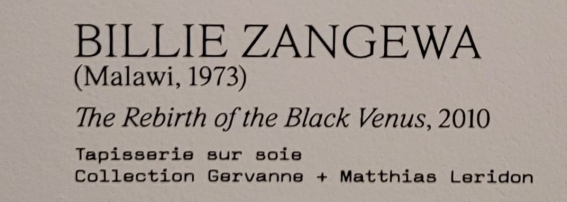 BILLIE ZANGEWA
(Malawi, 1973)
The Rebirth of the Black Venus, 2010
Tapisserie sur soie
Collection Gervanne + Matthias Leridon